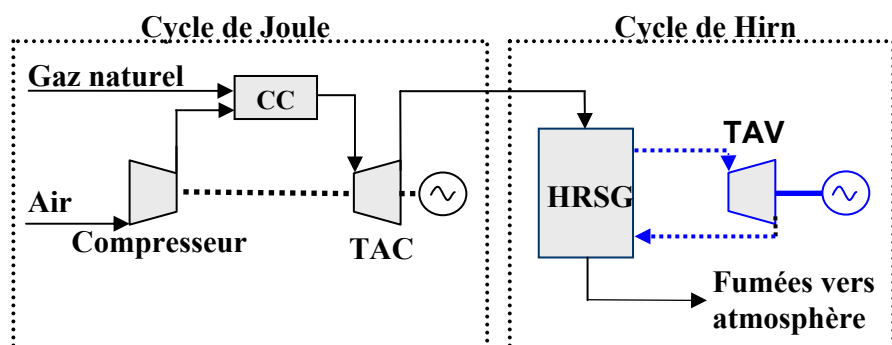 Cycle de Joule
Cycle de Hirn
Gaz naturel
CC
TAV
HRSG
Air
Compresseur
TAC
Fumées vers
atmosphère